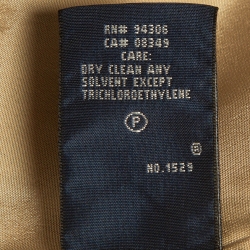 RN# 94306
CA# 08349
CARE:
DRY CLEAN ANY
SOLVENT EXCEPT
TRICHLOROETHYLENE
P
®
NO. 1529